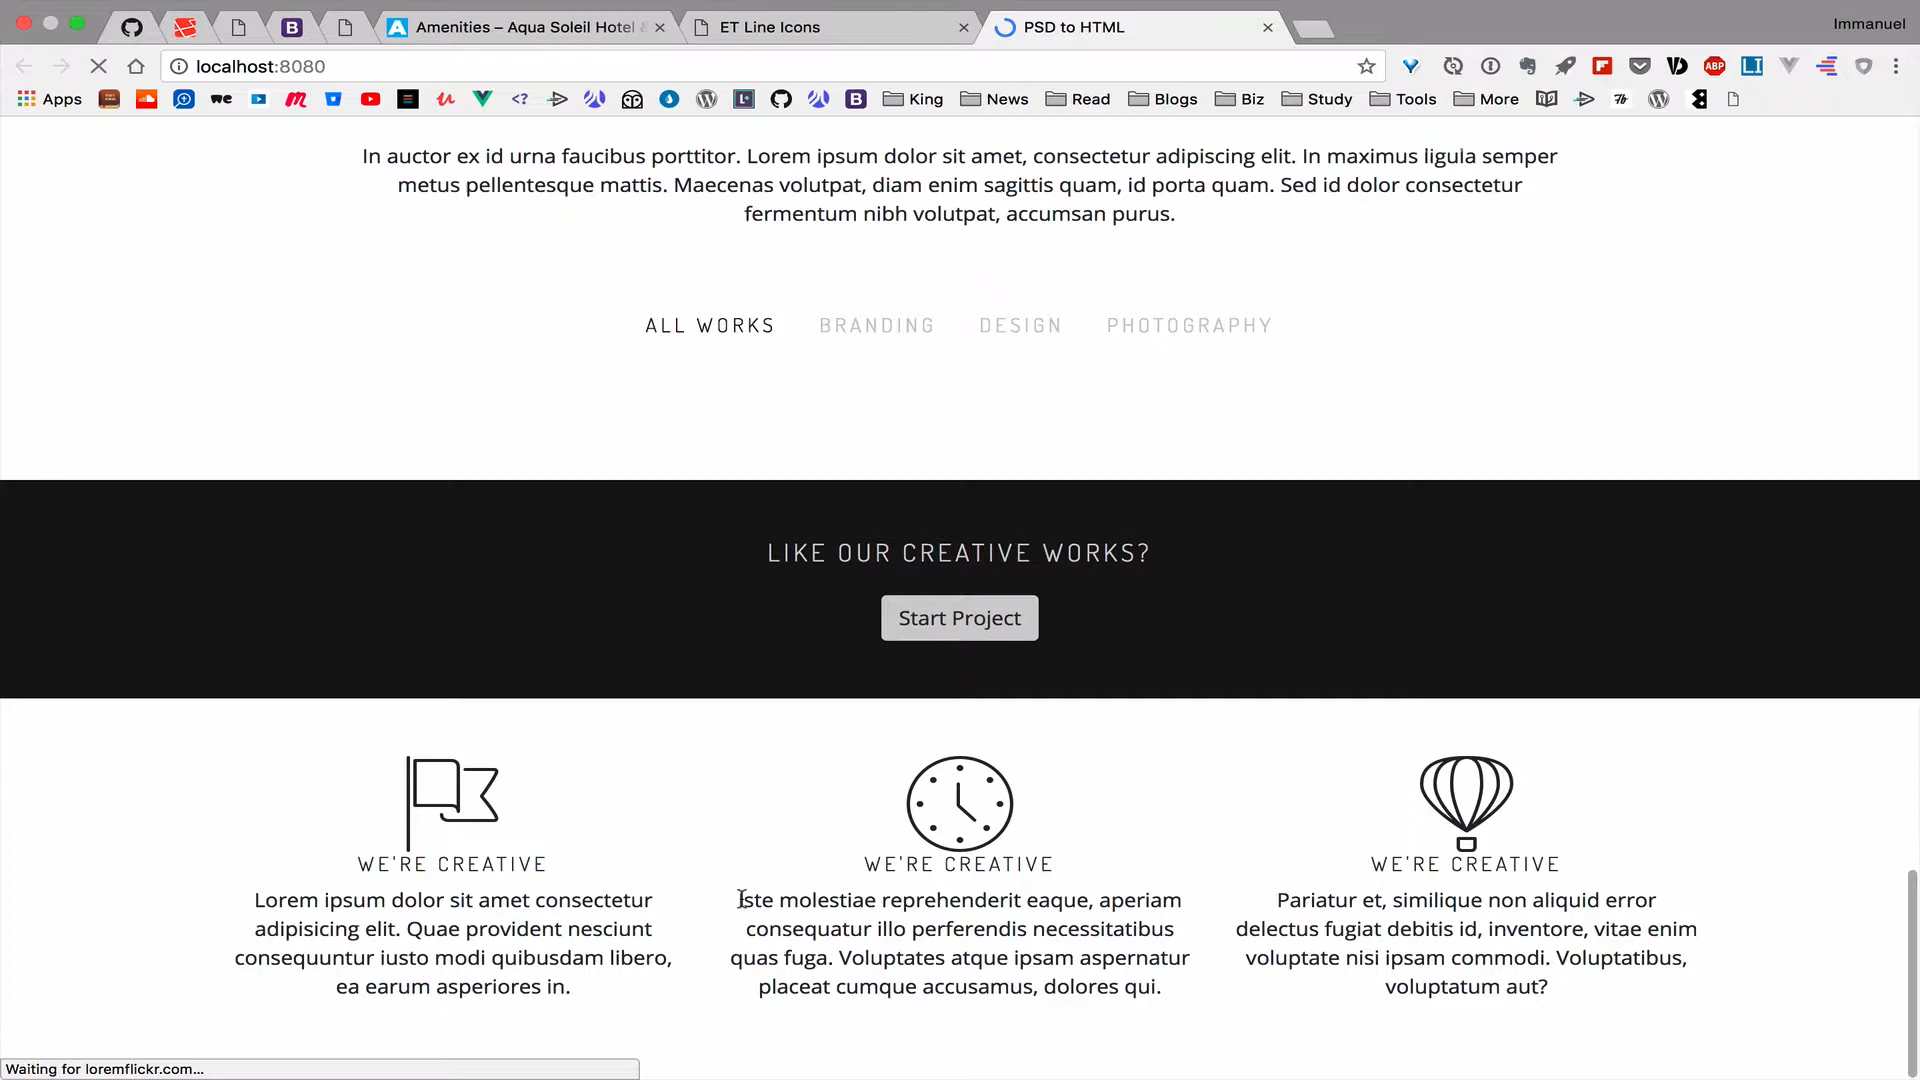 Amenities – Aqua Soleil Hotel &
ET Line Icons
PSD to HTML
Immanuel
localhost:8080
Apps
King
News
Read
Blogs
Biz
Study
Tools
More
In auctor ex id urna faucibus porttitor. Lorem ipsum dolor sit amet, consectetur adipiscing elit. In maximus ligula semper
metus pellentesque mattis. Maecenas volutpat, diam enim sagittis quam, id porta quam. Sed id dolor consectetur
fermentum nibh volutpat, accumsan purus.
ALL WORKS
BRANDING
DESIGN
PHOTOGRAPHY
LIKE OUR CREATIVE WORKS?
Start Project
WE'RE CREATIVE
Lorem ipsum dolor sit amet consectetur
adipisicing elit. Quae provident nesciunt
consequuntur iusto modi quibusdam libero,
ea earum asperiores in.
WE'RE CREATIVE
Iste molestiae reprehenderit eaque, aperiam
consequatur illo perferendis necessitatibus
quas fuga. Voluptates atque ipsam aspernatur
placeat cumque accusamus, dolores qui.
WE'RE CREATIVE
Pariatur et, similique non aliquid error
delectus fugiat debitis id, inventore, vitae enim
voluptate nisi ipsam commodi. Voluptatibus,
voluptatum aut?
Waiting for loremflickr.com...